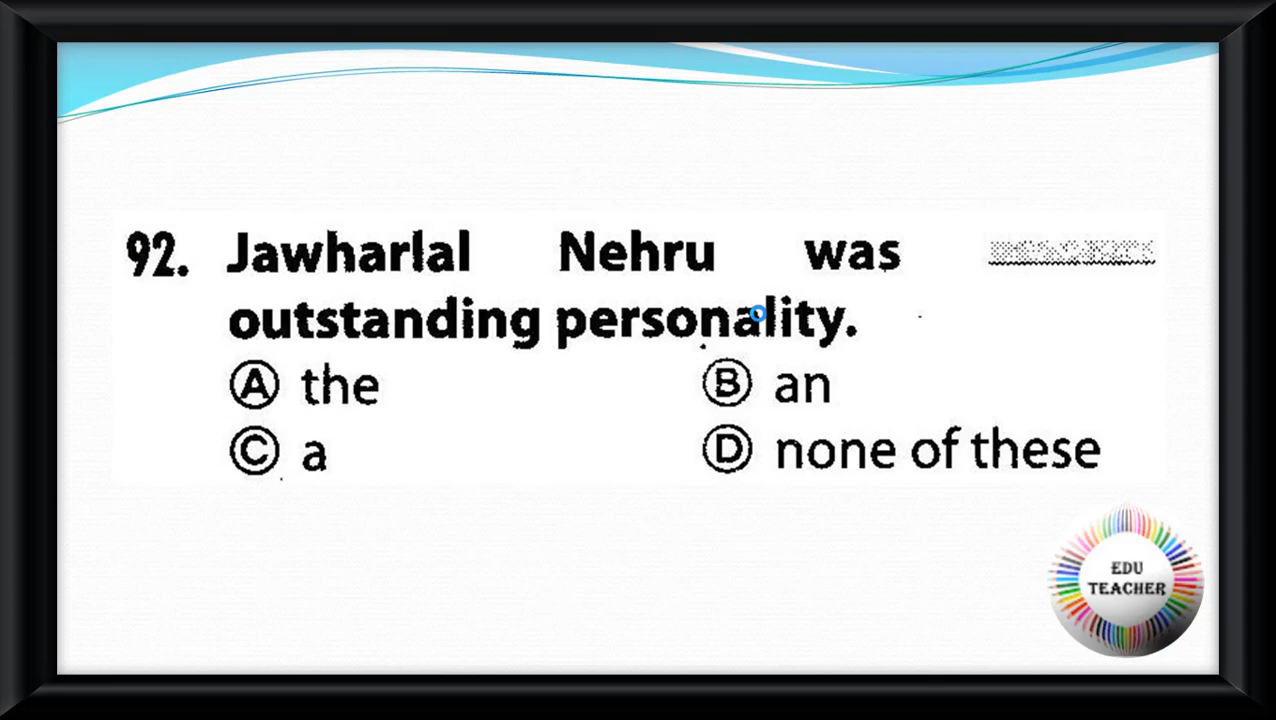 92. Jawharlal Nehru was
outstanding personality.
Ⓐ the Ⓑ an
Ⓒ a Ⓓ none of these
EDU
TEACHER